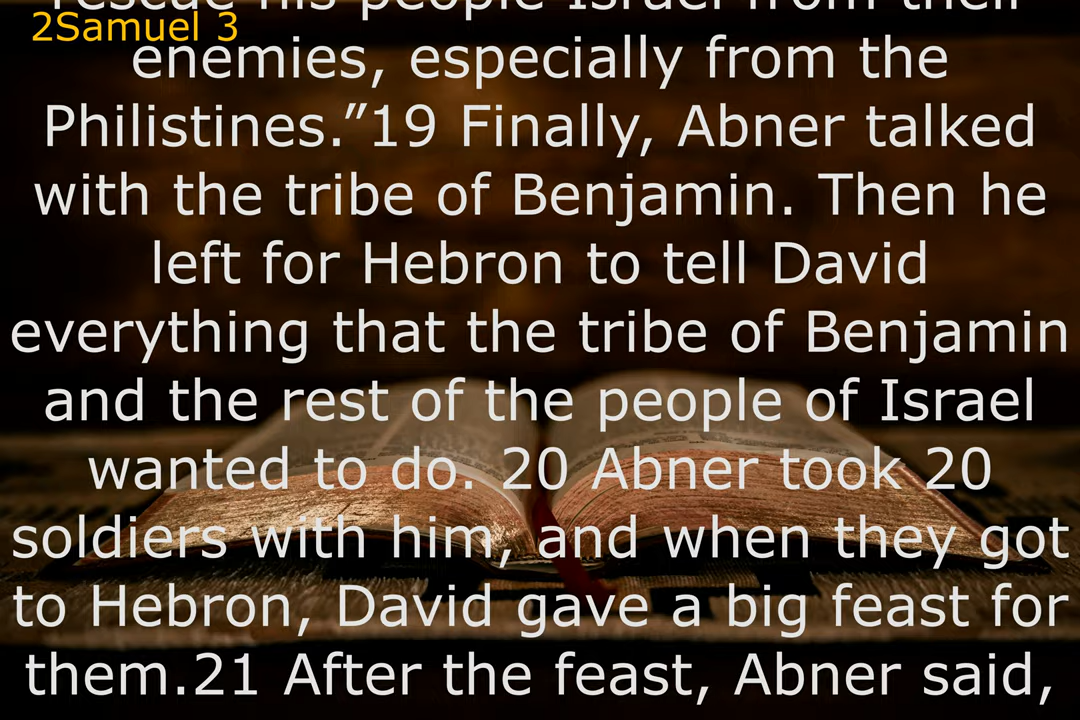 rescue his people Israel from their
2Samuel 3
enemies, especially from the
Philistines.”19 Finally, Abner talked
with the tribe of Benjamin. Then he
left for Hebron to tell David
everything that the tribe of Benjamin
and the rest of the people of Israel
wanted to do. 20 Abner took 20
soldiers with him, and when they got
to Hebron, David gave a big feast for
them.21 After the feast, Abner said,